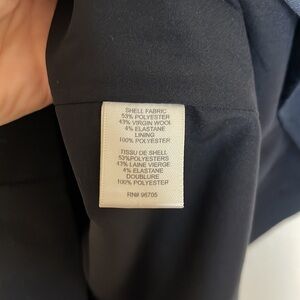 SHELL FABRIC
53% POLYESTER
43% VIRGIN WOOL
4% ELASTANE
LINING
100% POLYESTER
TISSU DE SHELL
53%POLYESTERS
43% LAINE VIERGE
4% ELASTANE
DOUBLURE
100% POLYESTER
RN# 96705